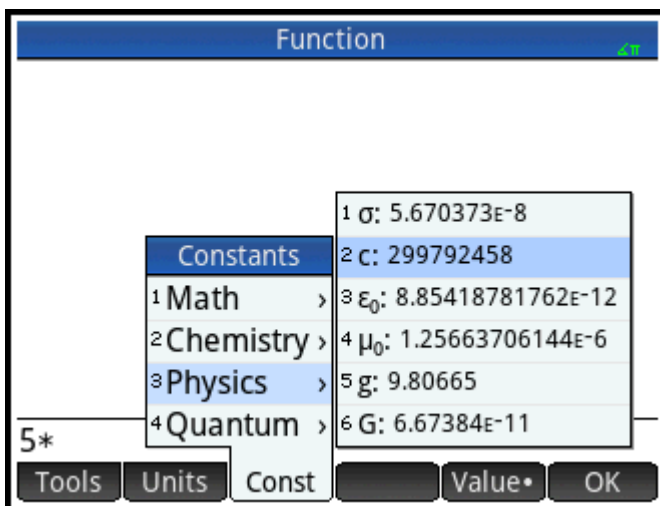 Function
∡π
1 σ: 5.670373ᴇ-8
Constants
2 c: 299792458
1 Math ›
3 ε₀: 8.85418781762ᴇ-12
2 Chemistry ›
4 μ₀: 1.25663706144ᴇ-6
3 Physics ›
5 g: 9.80665
4 Quantum ›
6 G: 6.67384ᴇ-11
5*
Tools Units Const Value• OK